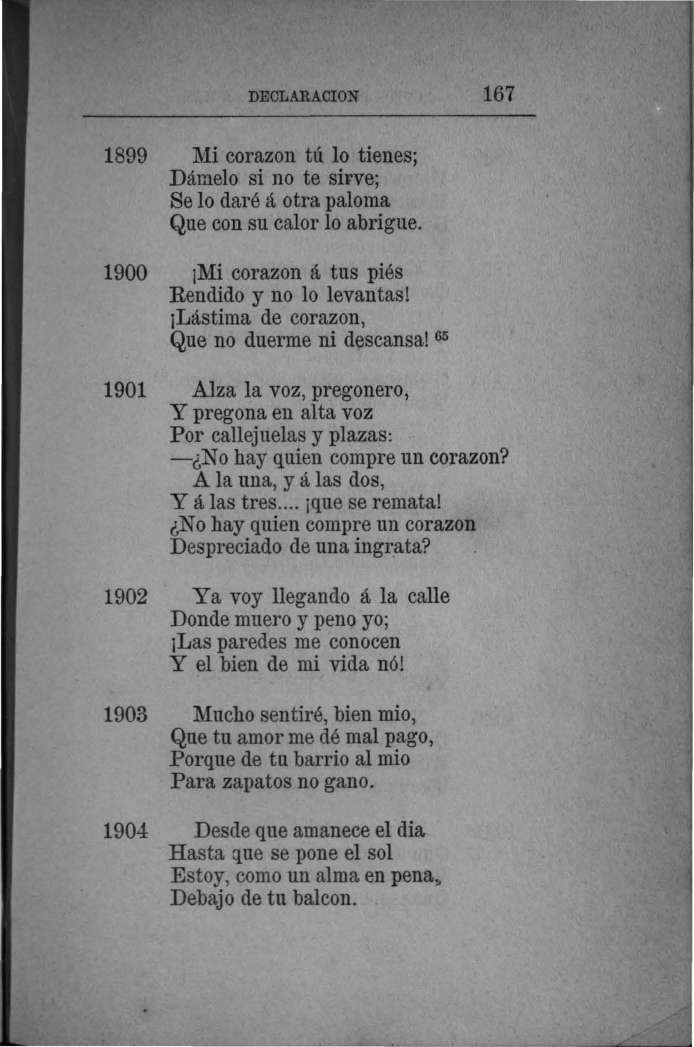 DECLARACION 167
1899 Mi corazon tú lo tienes;
Dámelo si no te sirve;
Se lo daré á otra paloma
Que con su calor lo abrigue.
1900 ¡Mi corazon á tus piés
Rendido y no lo levantas!
¡Lástima de corazon,
Que no duerme ni descansa! 65
1901 Alza la voz, pregonero,
Y pregona en alta voz
Por callejuelas y plazas:
—¿No hay quien compre un corazon?
A la una, y á las dos,
Y á las tres.... ¡que se remata!
¿No hay quien compre un corazon
Despreciado de una ingrata?
1902 Ya voy llegando á la calle
Donde muero y peno yo;
¡Las paredes me conocen
Y el bien de mi vida nó!
1903 Mucho sentiré, bien mio,
Que tu amor me dé mal pago,
Porque de tu barrio al mio
Para zapatos no gano.
1904 Desde que amanece el dia
Hasta que se pone el sol
Estoy, como un alma en pena,
Debajo de tu balcon.